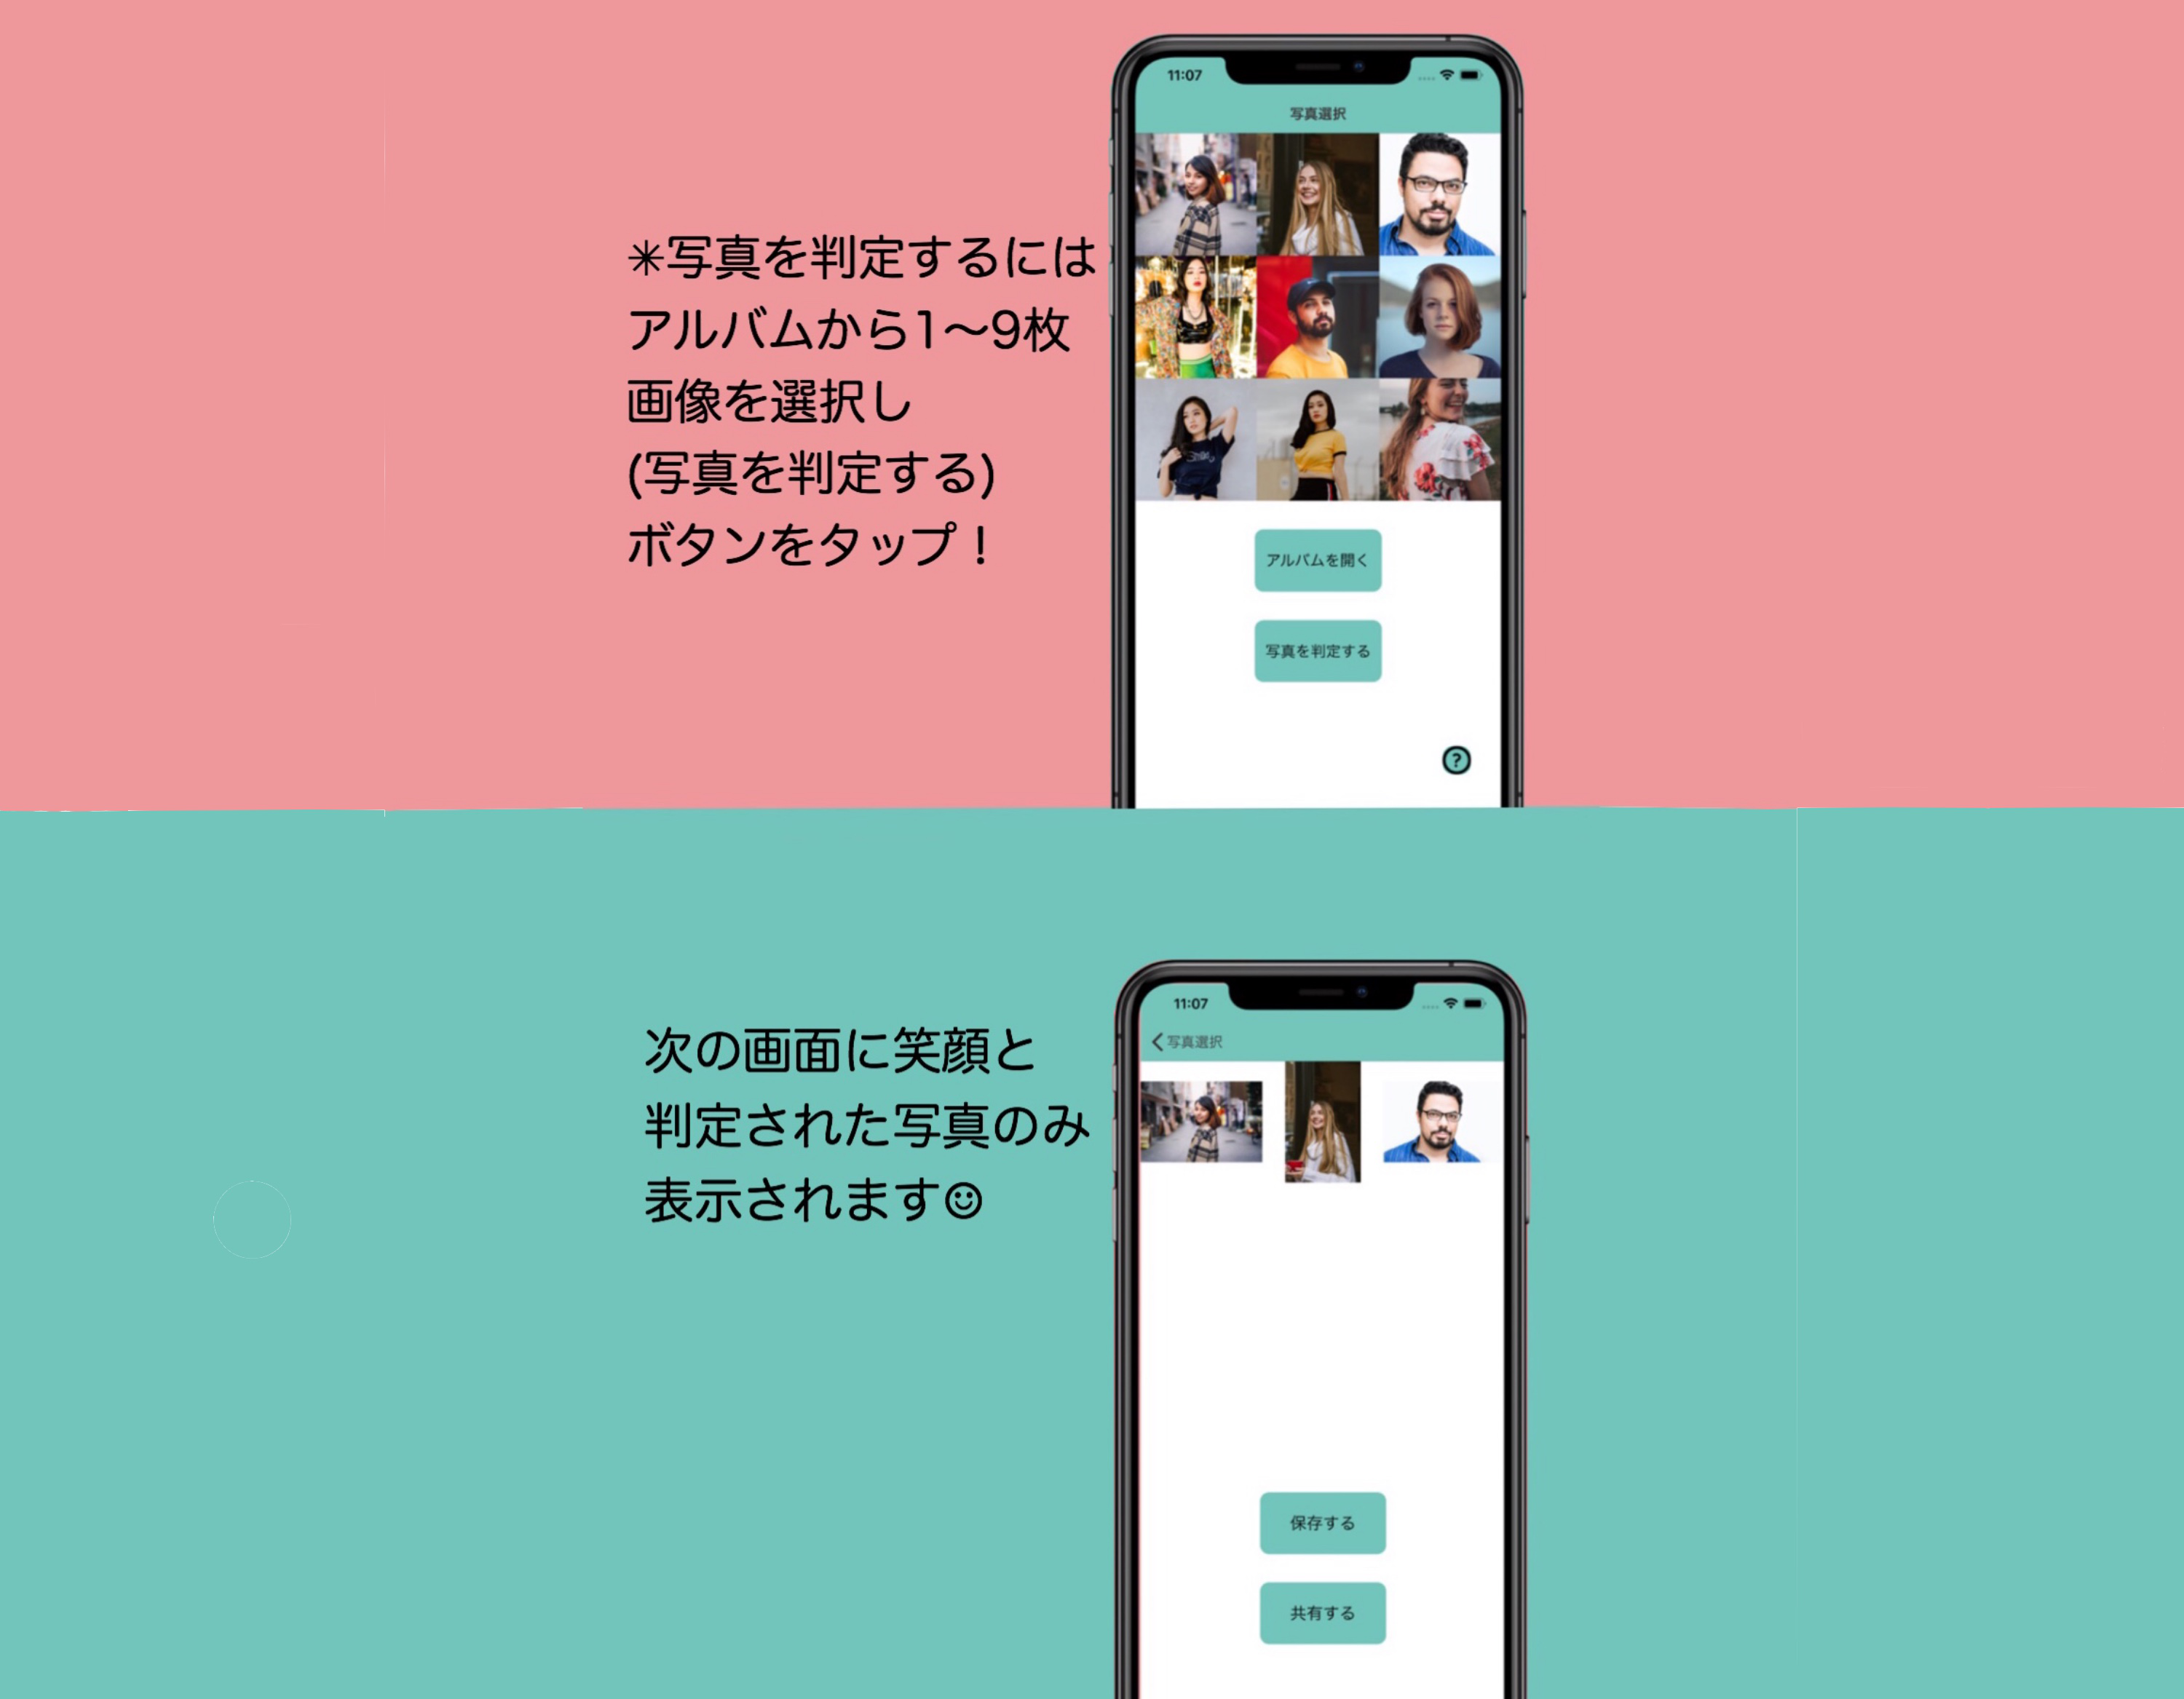 ✳写真を判定するには
アルバムから1〜9枚
画像を選択し
(写真を判定する)
ボタンをタップ！
11:07
写真選択
アルバムを開く
写真を判定する
?
次の画面に笑顔と
判定された写真のみ
表示されます☺
11:07
写真選択
保存する
共有する